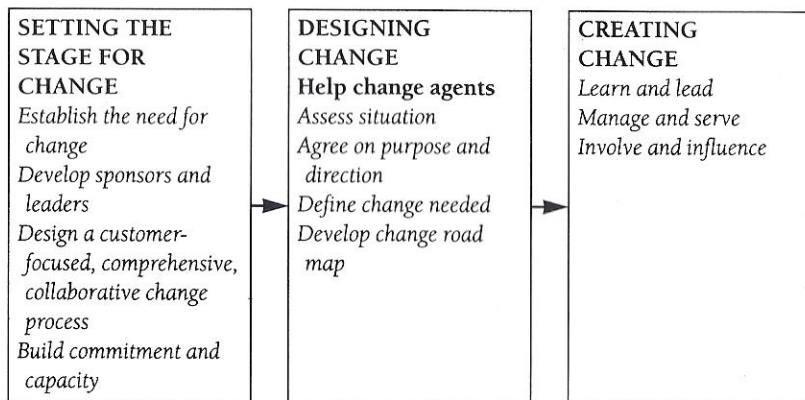 SETTING THE
STAGE FOR
CHANGE
Establish the need for
change
Develop sponsors and
leaders
Design a customer-
focused, comprehensive,
collaborative change
process
Build commitment and
capacity
DESIGNING
CHANGE
Help change agents
Assess situation
Agree on purpose and
direction
Define change needed
Develop change road
map
CREATING
CHANGE
Learn and lead
Manage and serve
Involve and influence